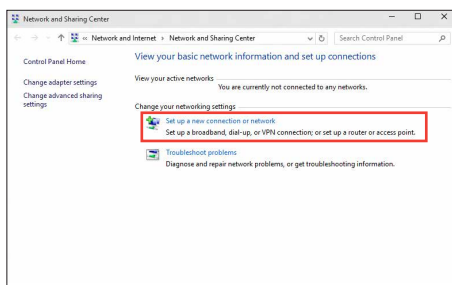 Network and Sharing Center
« Network and Internet › Network and Sharing Center
Search Control Panel
Control Panel Home
Change adapter settings
Change advanced sharing
settings
View your basic network information and set up connections
View your active networks
You are currently not connected to any networks.
Change your networking settings
Set up a new connection or network
Set up a broadband, dial-up, or VPN connection; or set up a router or access point.
Troubleshoot problems
Diagnose and repair network problems, or get troubleshooting information.